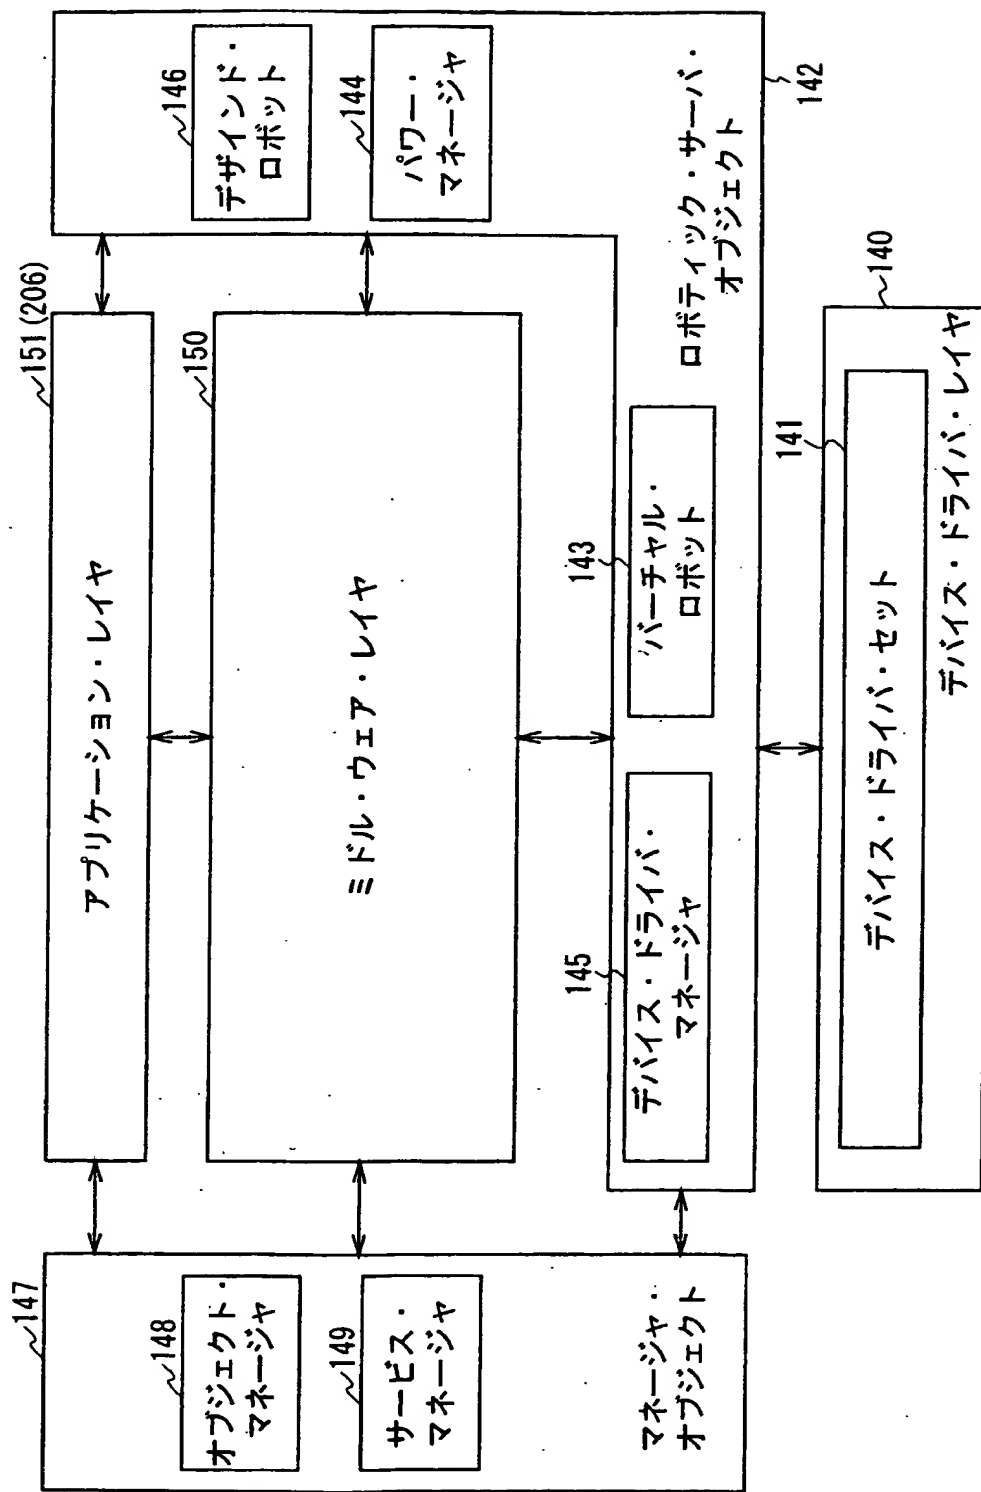 151(206)
アプリケーション・レイヤ
150
ミドル・ウェア・レイヤ
147
148
オブジェクト・
マネージャ
149
サービス・
マネージャ
マネージャ・
オブジェクト
146
デザインド・
ロボット
144
パワー・
マネージャ
145
デバイス・ドライバ・
マネージャ
143
バーチャル・
ロボット
ロボティック・サーバ・
オブジェクト
142
140
141
デバイス・ドライバ・セット
デバイス・ドライバ・レイヤ